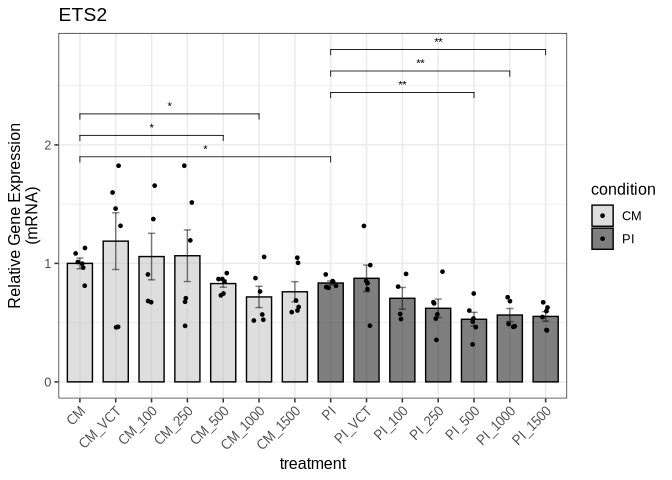 ETS2
**
**
**
*
*
*
Relative Gene Expression
(mRNA)
2
1
0
CM
CM_VCT
CM_100
CM_250
CM_500
CM_1000
CM_1500
PI
PI_VCT
PI_100
PI_250
PI_500
PI_1000
PI_1500
treatment
condition
CM
PI